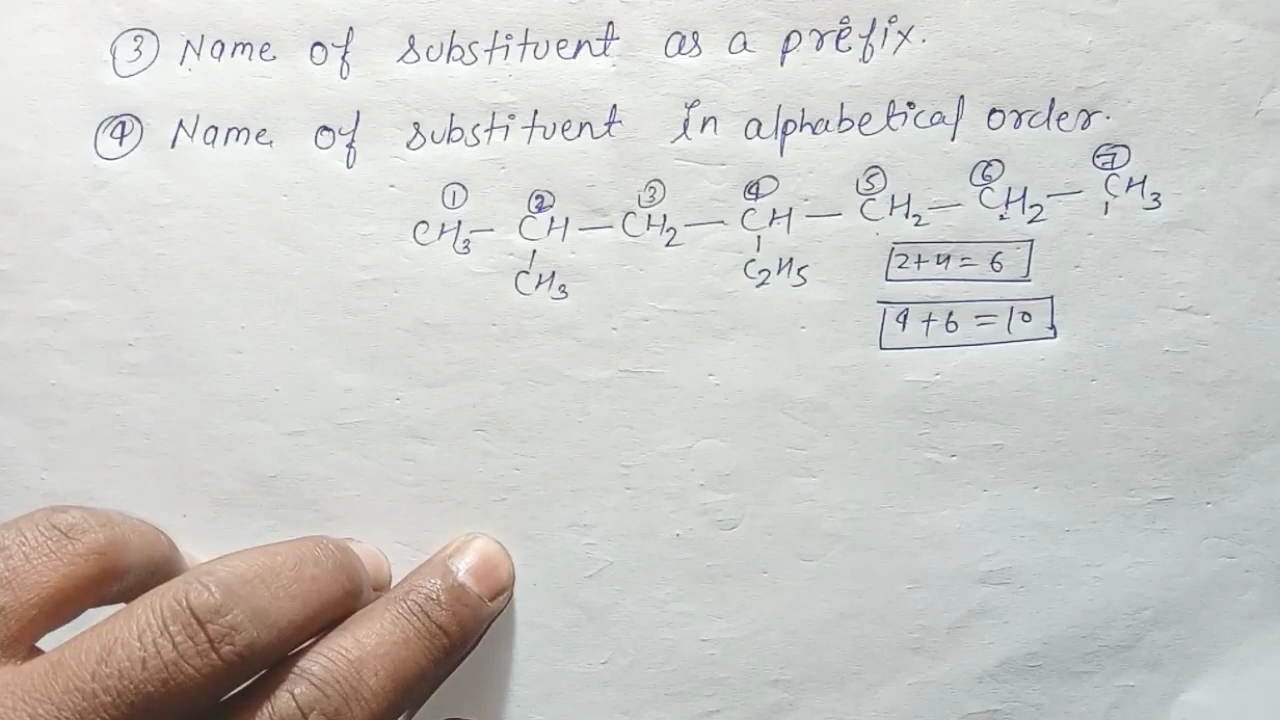 ③ Name of substituent as a prefix.
④ Name of substituent in alphabetical order.
① ② ③ ④ ⑤ ⑥ ⑦
CH3 – CH – CH2 – CH – CH2 – CH2 – CH3
CH3 C2H5
2+4=6
4+6=10